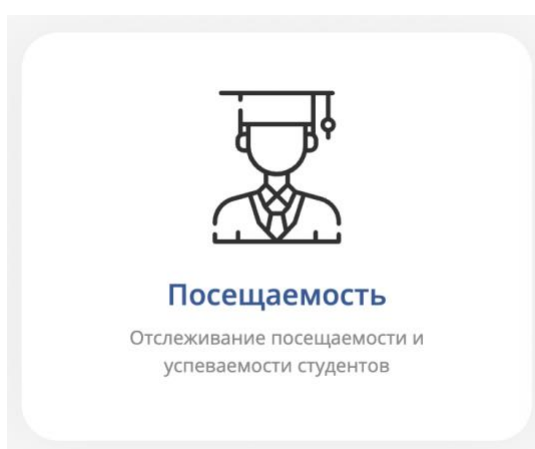 Посещаемость
Отслеживание посещаемости и
успеваемости студентов